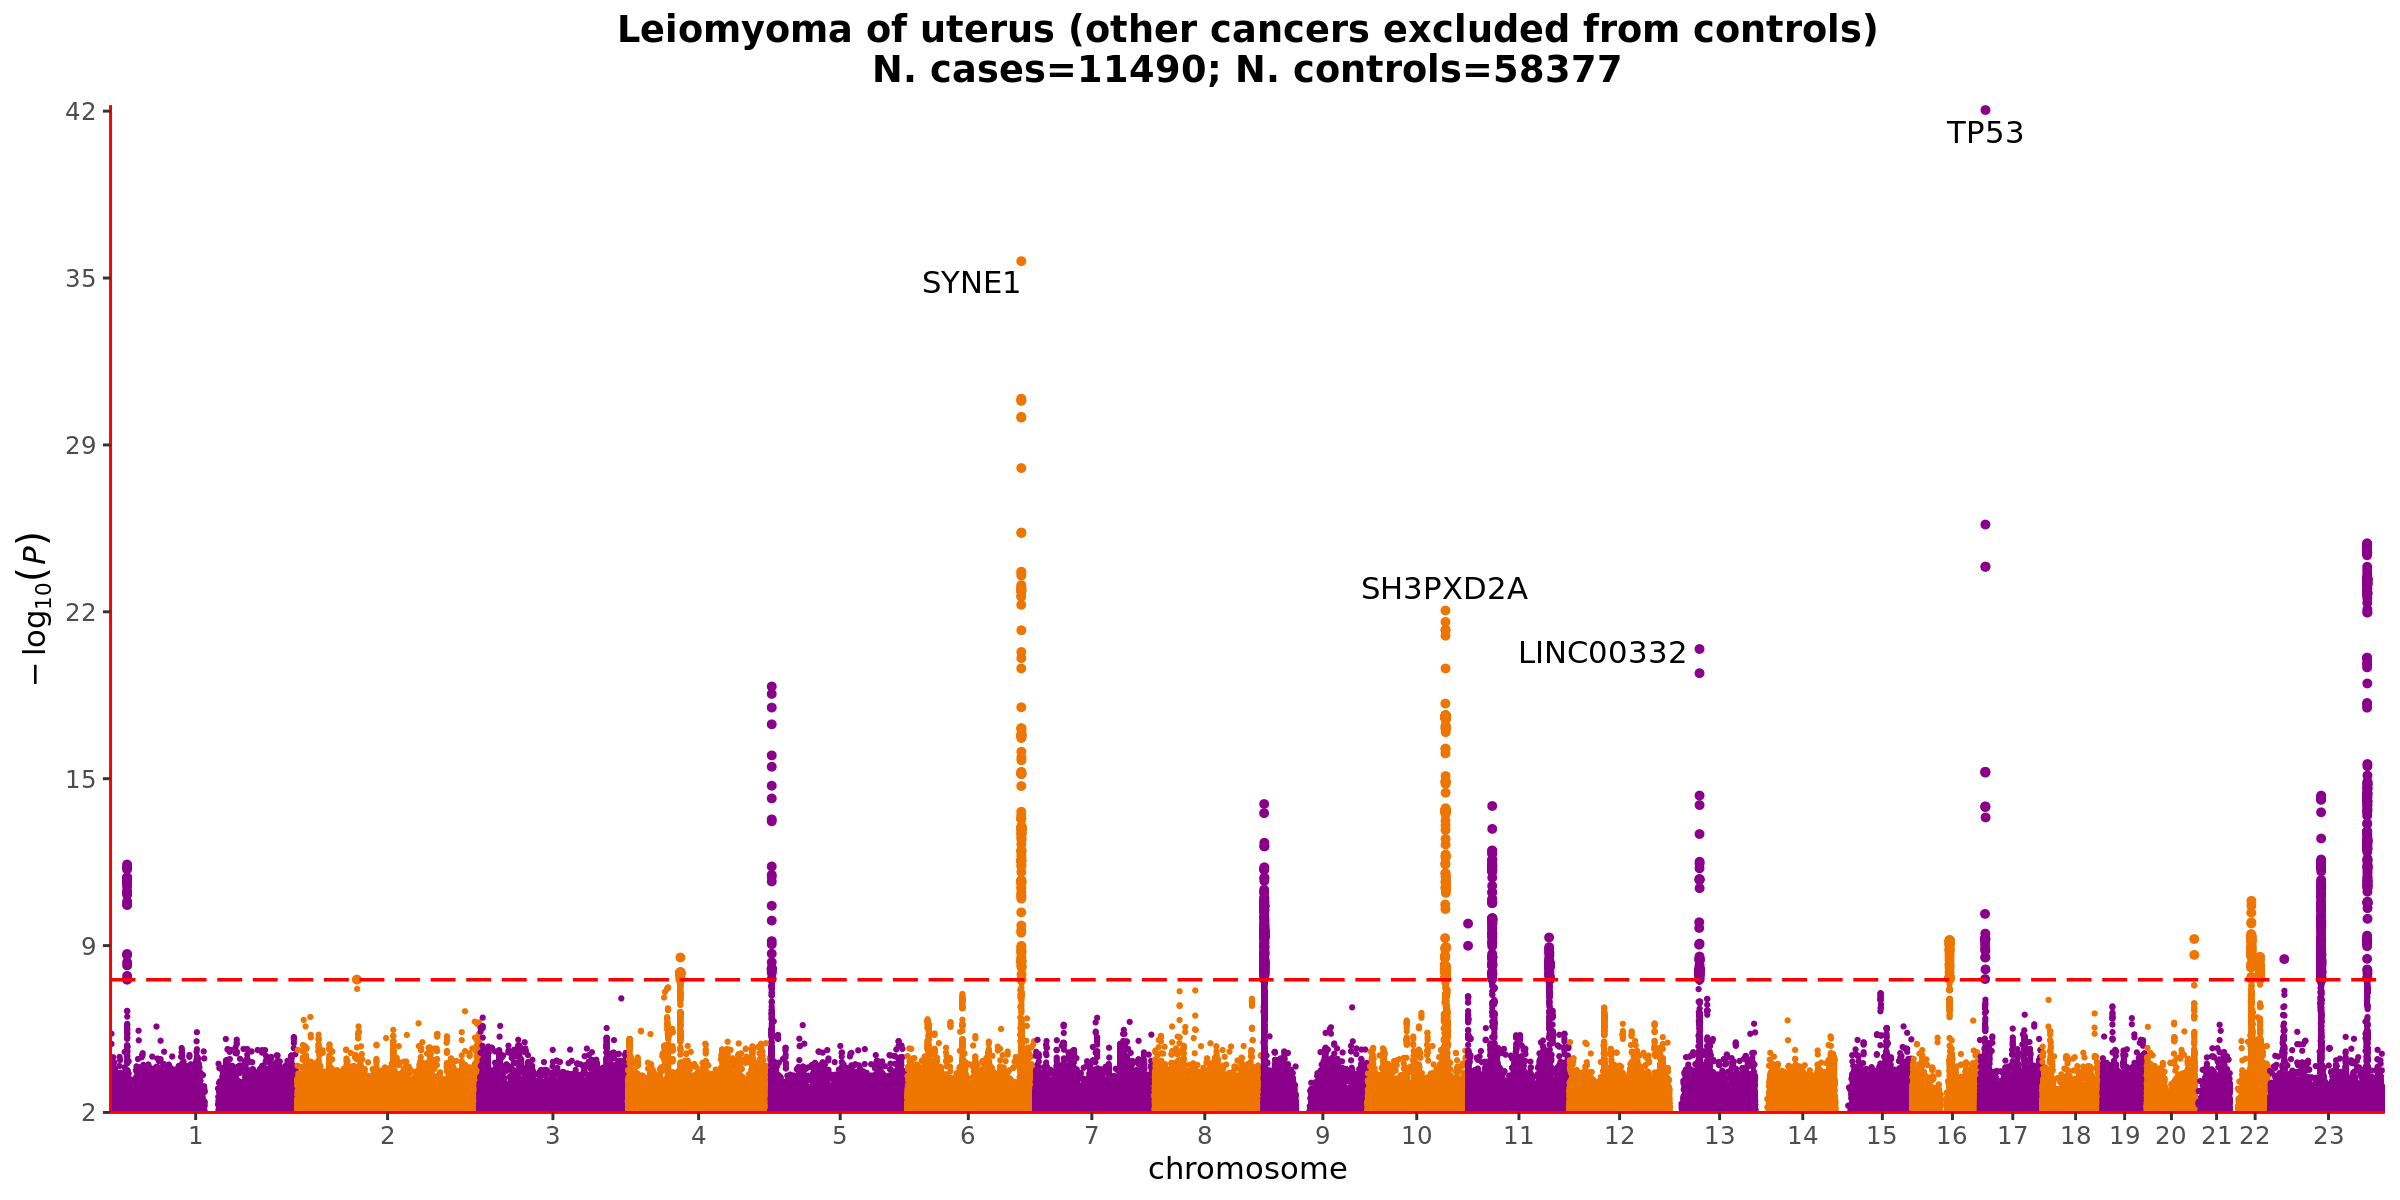 Leiomyoma of uterus (other cancers excluded from controls)
N. cases=11490; N. controls=58377
42
TP53
35
SYNE1
29
22
SH3PXD2A
LINC00332
15
9
2
−log10(P)
1 2 3 4 5 6 7 8 9 10 11 12 13 14 15 16 17 18 19 20 21 22 23
chromosome